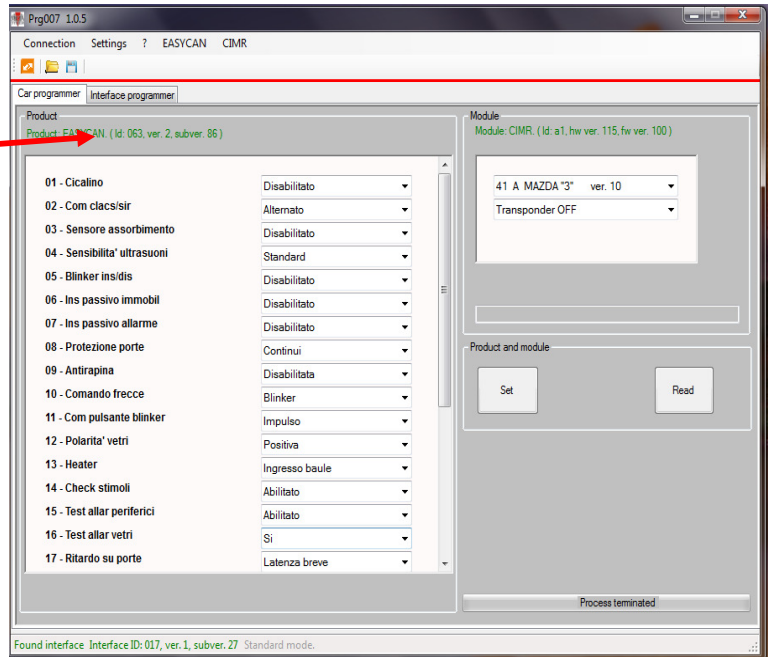 Prg007 1.0.5
Connection Settings ? EASYCAN CIMR
Car programmer Interface programmer
Product
Product: EASYCAN. ( Id: 063, ver. 2, subver. 86 )
01 - Cicalino Disabilitato
02 - Com clacs/sir Alternato
03 - Sensore assorbimento Disabilitato
04 - Sensibilita' ultrasuoni Standard
05 - Blinker ins/dis Disabilitato
06 - Ins passivo immobil Disabilitato
07 - Ins passivo allarme Disabilitato
08 - Protezione porte Continui
09 - Antirapina Disabilitata
10 - Comando frecce Blinker
11 - Com pulsante blinker Impulso
12 - Polarita' vetri Positiva
13 - Heater Ingresso baule
14 - Check stimoli Abilitato
15 - Test allar periferici Abilitato
16 - Test allar vetri Si
17 - Ritardo su porte Latenza breve
Module
Module: CIMR. ( Id: a1, hw ver. 115, fw ver. 100 )
41 A MAZDA "3" ver. 10
Transponder OFF
Product and module
Set Read
Process terminated
Found interface Interface ID: 017, ver. 1, subver. 27 Standard mode.